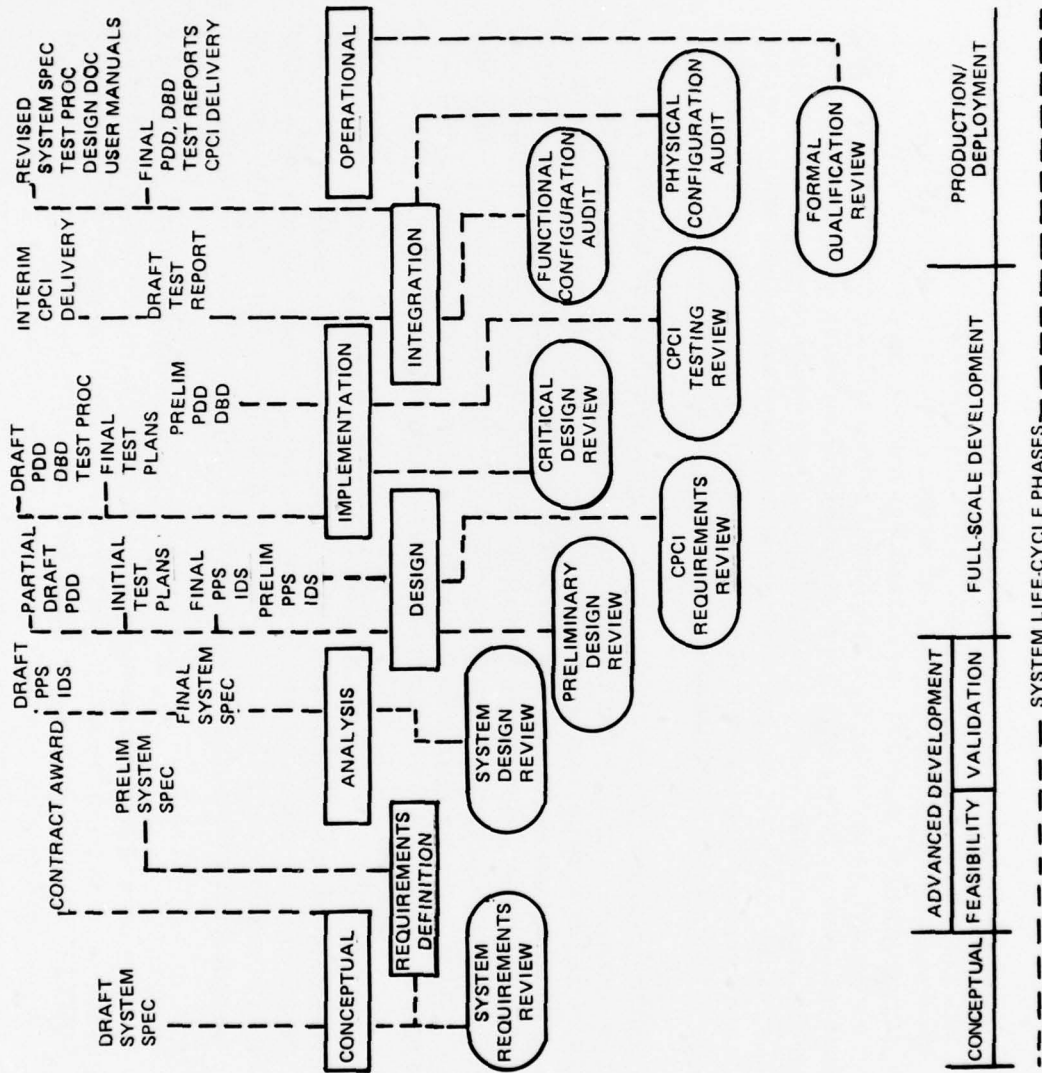 DRAFT
SYSTEM
SPEC
CONTRACT AWARD
PRELIM
SYSTEM
SPEC
DRAFT
PPS
IDS
FINAL
SYSTEM
SPEC
PARTIAL
DRAFT
PDD
INITIAL
TEST
PLANS
FINAL
PPS
IDS
PRELIM
PPS
IDS
DRAFT
PDD
DBD
TEST PROC
FINAL
TEST
PLANS
PRELIM
PDD
DBD
INTERIM
CPCI
DELIVERY
DRAFT
TEST
REPORT
REVISED
SYSTEM SPEC
TEST PROC
DESIGN DOC
USER MANUALS
FINAL
PDD, DBD
TEST REPORTS
CPCI DELIVERY
CONCEPTUAL
REQUIREMENTS
DEFINITION
ANALYSIS
DESIGN
IMPLEMENTATION
INTEGRATION
OPERATIONAL
SYSTEM
REQUIREMENTS
REVIEW
SYSTEM
DESIGN
REVIEW
PRELIMINARY
DESIGN
REVIEW
CPCI
REQUIREMENTS
REVIEW
CRITICAL
DESIGN
REVIEW
CPCI
TESTING
REVIEW
FUNCTIONAL
CONFIGURATION
AUDIT
PHYSICAL
CONFIGURATION
AUDIT
FORMAL
QUALIFICATION
REVIEW
CONCEPTUAL
ADVANCED DEVELOPMENT
FEASIBILITY
VALIDATION
FULL-SCALE DEVELOPMENT
PRODUCTION/
DEPLOYMENT
SYSTEM LIFE-CYCLE PHASES